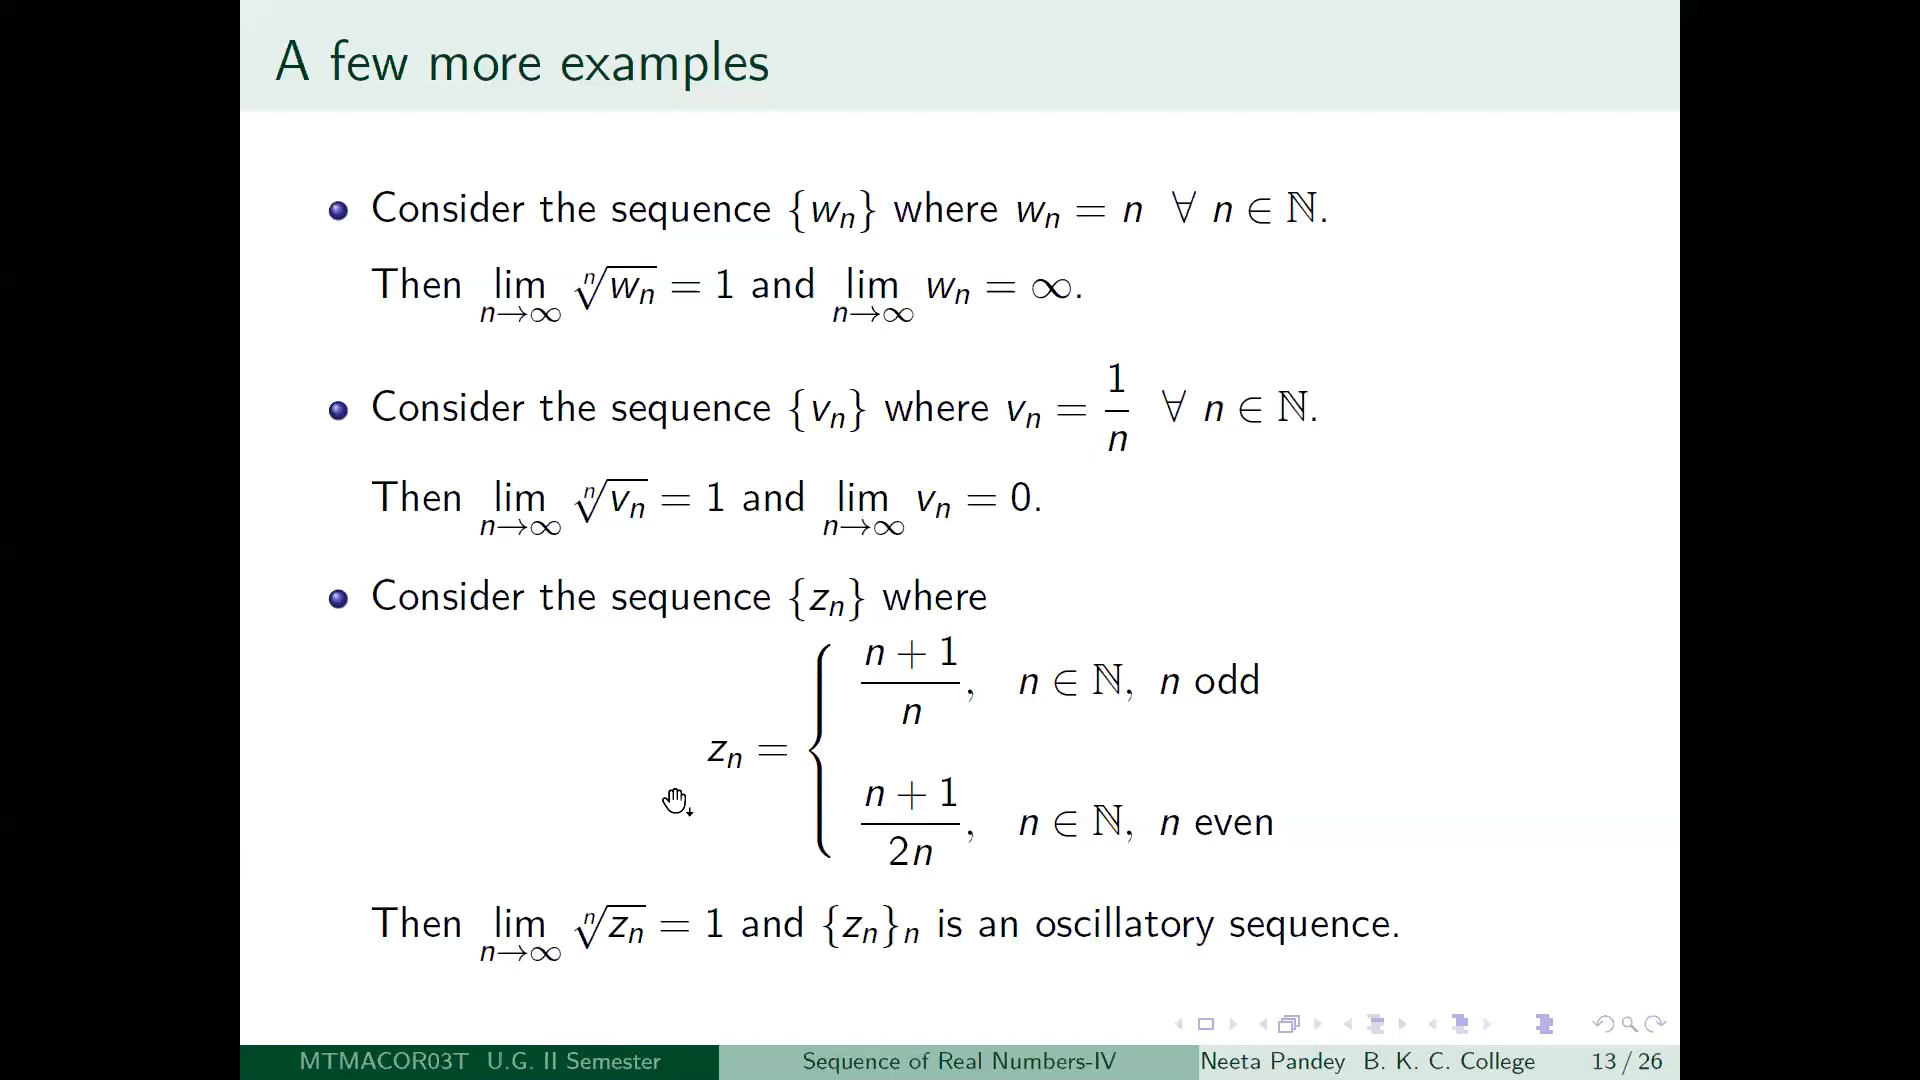 A few more examples
Consider the sequence {wₙ} where wₙ = n ∀ n ∈ ℕ.
Then lim_{n→∞} ⁿ√wₙ = 1 and lim_{n→∞} wₙ = ∞.
Consider the sequence {vₙ} where vₙ = 1/n ∀ n ∈ ℕ.
Then lim_{n→∞} ⁿ√vₙ = 1 and lim_{n→∞} vₙ = 0.
Consider the sequence {zₙ} where
zₙ = { (n + 1)/n, n ∈ ℕ, n odd
(n + 1)/2n, n ∈ ℕ, n even
Then lim_{n→∞} ⁿ√zₙ = 1 and {zₙ}ₙ is an oscillatory sequence.
MTMACOR03T U.G. II Semester Sequence of Real Numbers-IV Neeta Pandey B. K. C. College 13 / 26